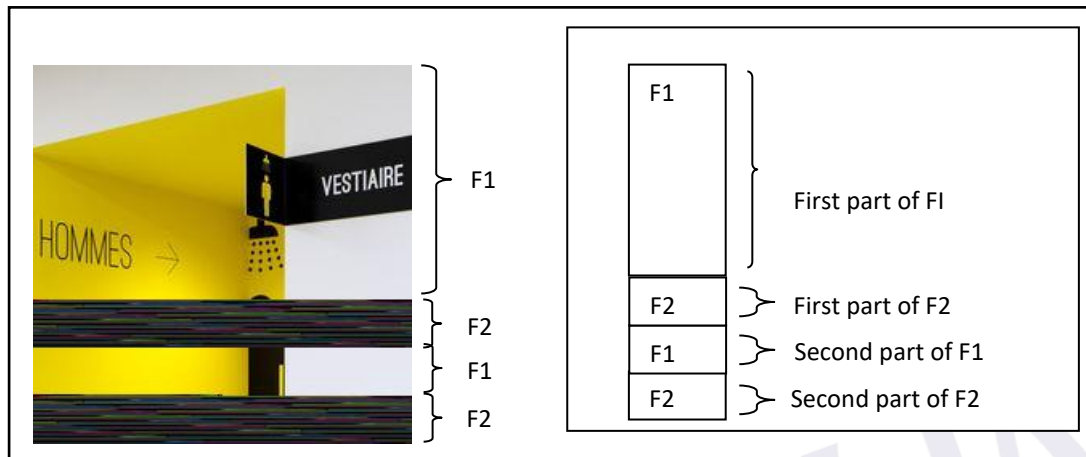 VESTIAIRE
HOMMES
F1
F2
F1
F2
F1
First part of FI
F2
First part of F2
F1
Second part of F1
F2
Second part of F2